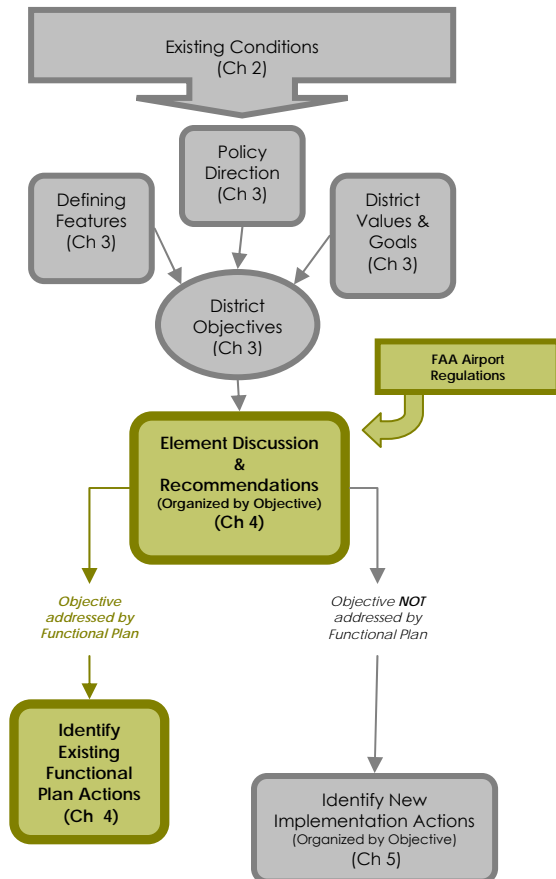 Existing Conditions
(Ch 2)
Policy
Direction
(Ch 3)
Defining
Features
(Ch 3)
District
Values &
Goals
(Ch 3)
District
Objectives
(Ch 3)
FAA Airport
Regulations
Element Discussion
&
Recommendations
(Organized by Objective)
(Ch 4)
Objective
addressed by
Functional Plan
Objective NOT
addressed by
Functional Plan
Identify
Existing
Functional
Plan Actions
(Ch 4)
Identify New
Implementation Actions
(Organized by Objective)
(Ch 5)